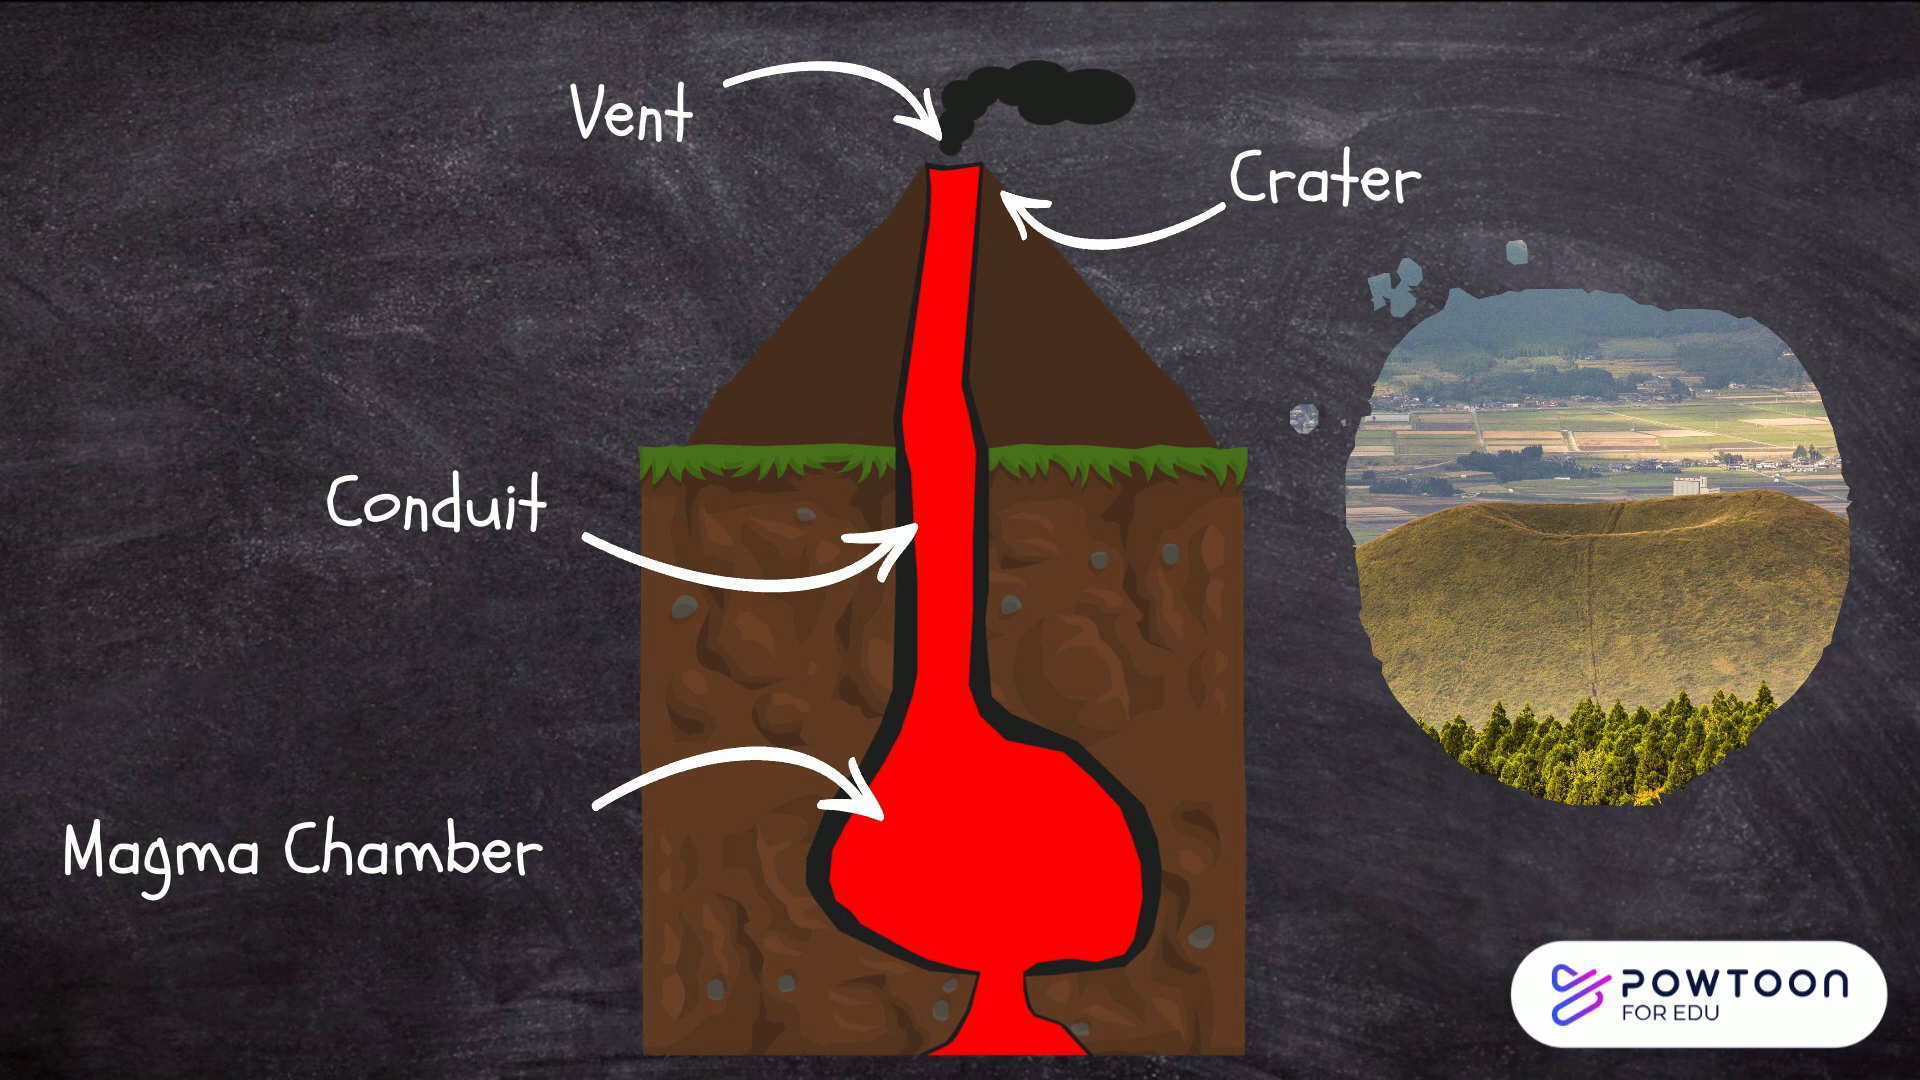 Vent
Crater
Conduit
Magma Chamber
POWTOON
FOR EDU